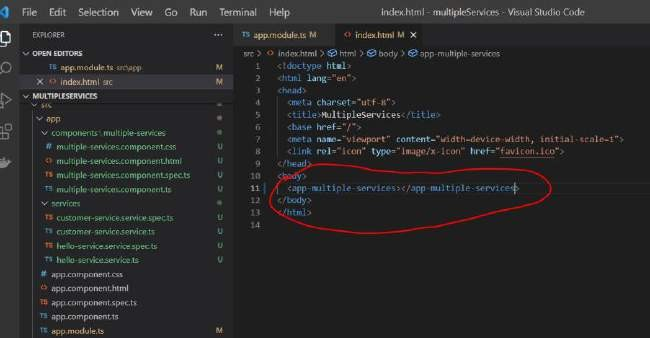 File Edit Selection View Go Run Terminal Help
index.html - multipleServices - Visual Studio Code
EXPLORER
OPEN EDITORS
TS app.module.ts src\app M
index.html src M
MULTIPLESERVICES
src
app
components\multiple-services
# multiple-services.component.css U
multiple-services.component.html U
TS multiple-services.component.spec.ts U
TS multiple-services.component.ts U
services
TS customer-service.service.spec.ts U
TS customer-service.service.ts U
TS hello-service.service.spec.ts U
TS hello-service.service.ts U
# app.component.css
app.component.html
TS app.component.spec.ts
TS app.component.ts
TS app.module.ts M
TS app.module.ts M
index.html M
src > index.html > html > body > app-multiple-services
1 <!doctype html>
2 <html lang="en">
3 <head>
4 <meta charset="utf-8">
5 <title>MultipleServices</title>
6 <base href="/">
7 <meta name="viewport" content="width=device-width, initial-scale=1">
8 <link rel="icon" type="image/x-icon" href="favicon.ico">
9 </head>
10 <body>
11 <app-multiple-services></app-multiple-services>
12 </body>
13 </html>
14